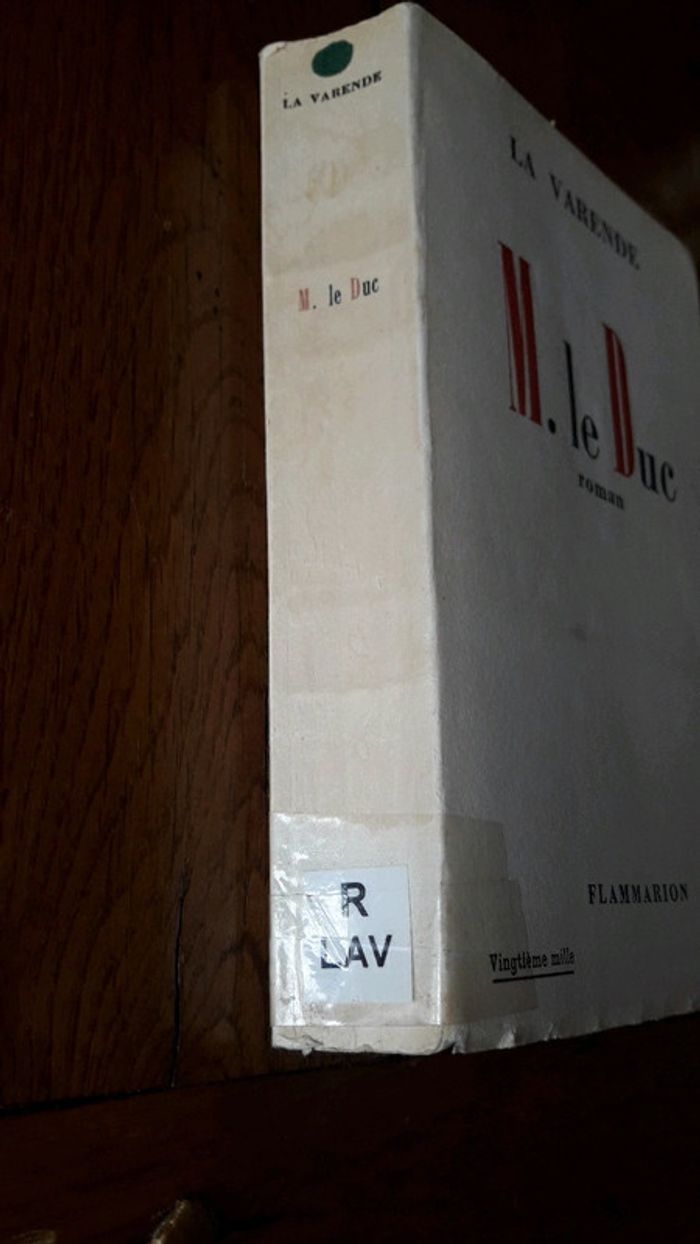 LA VARENDE
M. le Duc
R
LAV
LA VARENDE
M. le Duc
roman
FLAMMARION
Vingtième mille